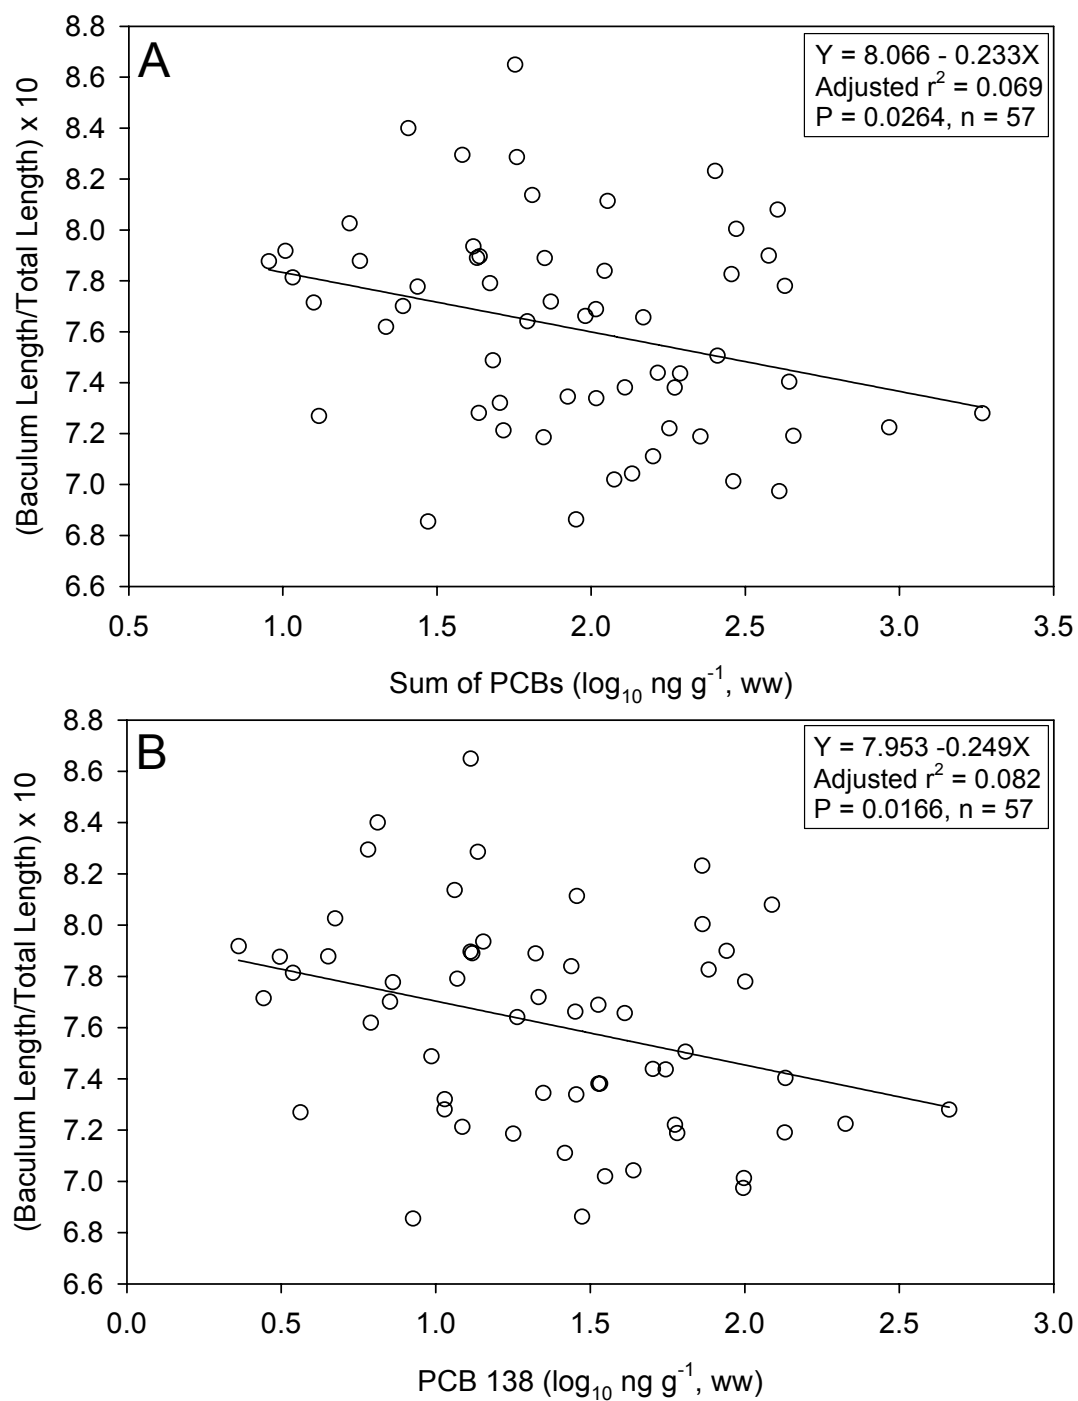 A
Y = 8.066 - 0.233X
Adjusted r² = 0.069
P = 0.0264, n = 57
(Baculum Length/Total Length) x 10
8.8
8.6
8.4
8.2
8.0
7.8
7.6
7.4
7.2
7.0
6.8
6.6
0.5 1.0 1.5 2.0 2.5 3.0 3.5
Sum of PCBs (log₁₀ ng g⁻¹, ww)
B
Y = 7.953 -0.249X
Adjusted r² = 0.082
P = 0.0166, n = 57
(Baculum Length/Total Length) x 10
8.8
8.6
8.4
8.2
8.0
7.8
7.6
7.4
7.2
7.0
6.8
6.6
0.0 0.5 1.0 1.5 2.0 2.5 3.0
PCB 138 (log₁₀ ng g⁻¹, ww)